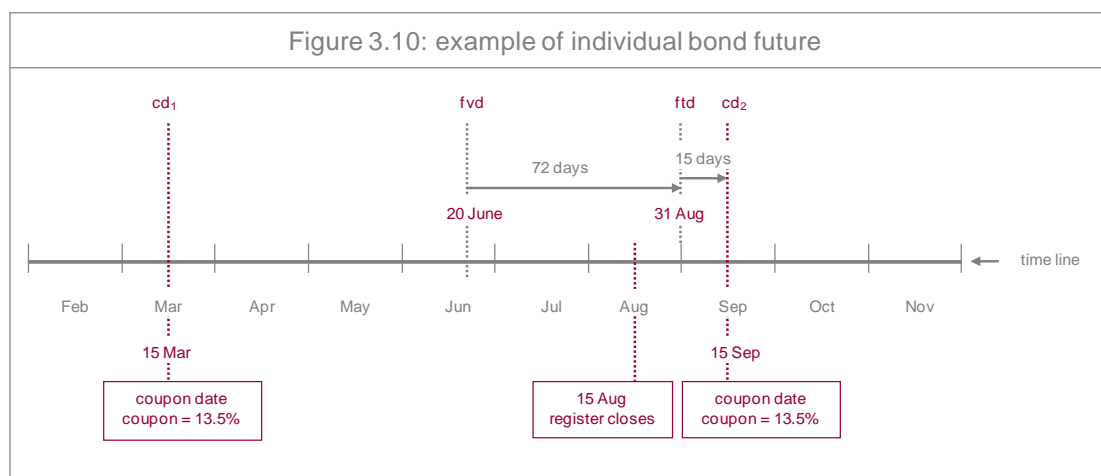 Figure 3.10: example of individual bond future
cd₁
fvd
ftd
cd₂
15 days
72 days
20 June
31 Aug
time line
Feb
Mar
Apr
May
Jun
Jul
Aug
Sep
Oct
Nov
15 Mar
15 Sep
coupon date
coupon = 13.5%
15 Aug
register closes
coupon date
coupon = 13.5%